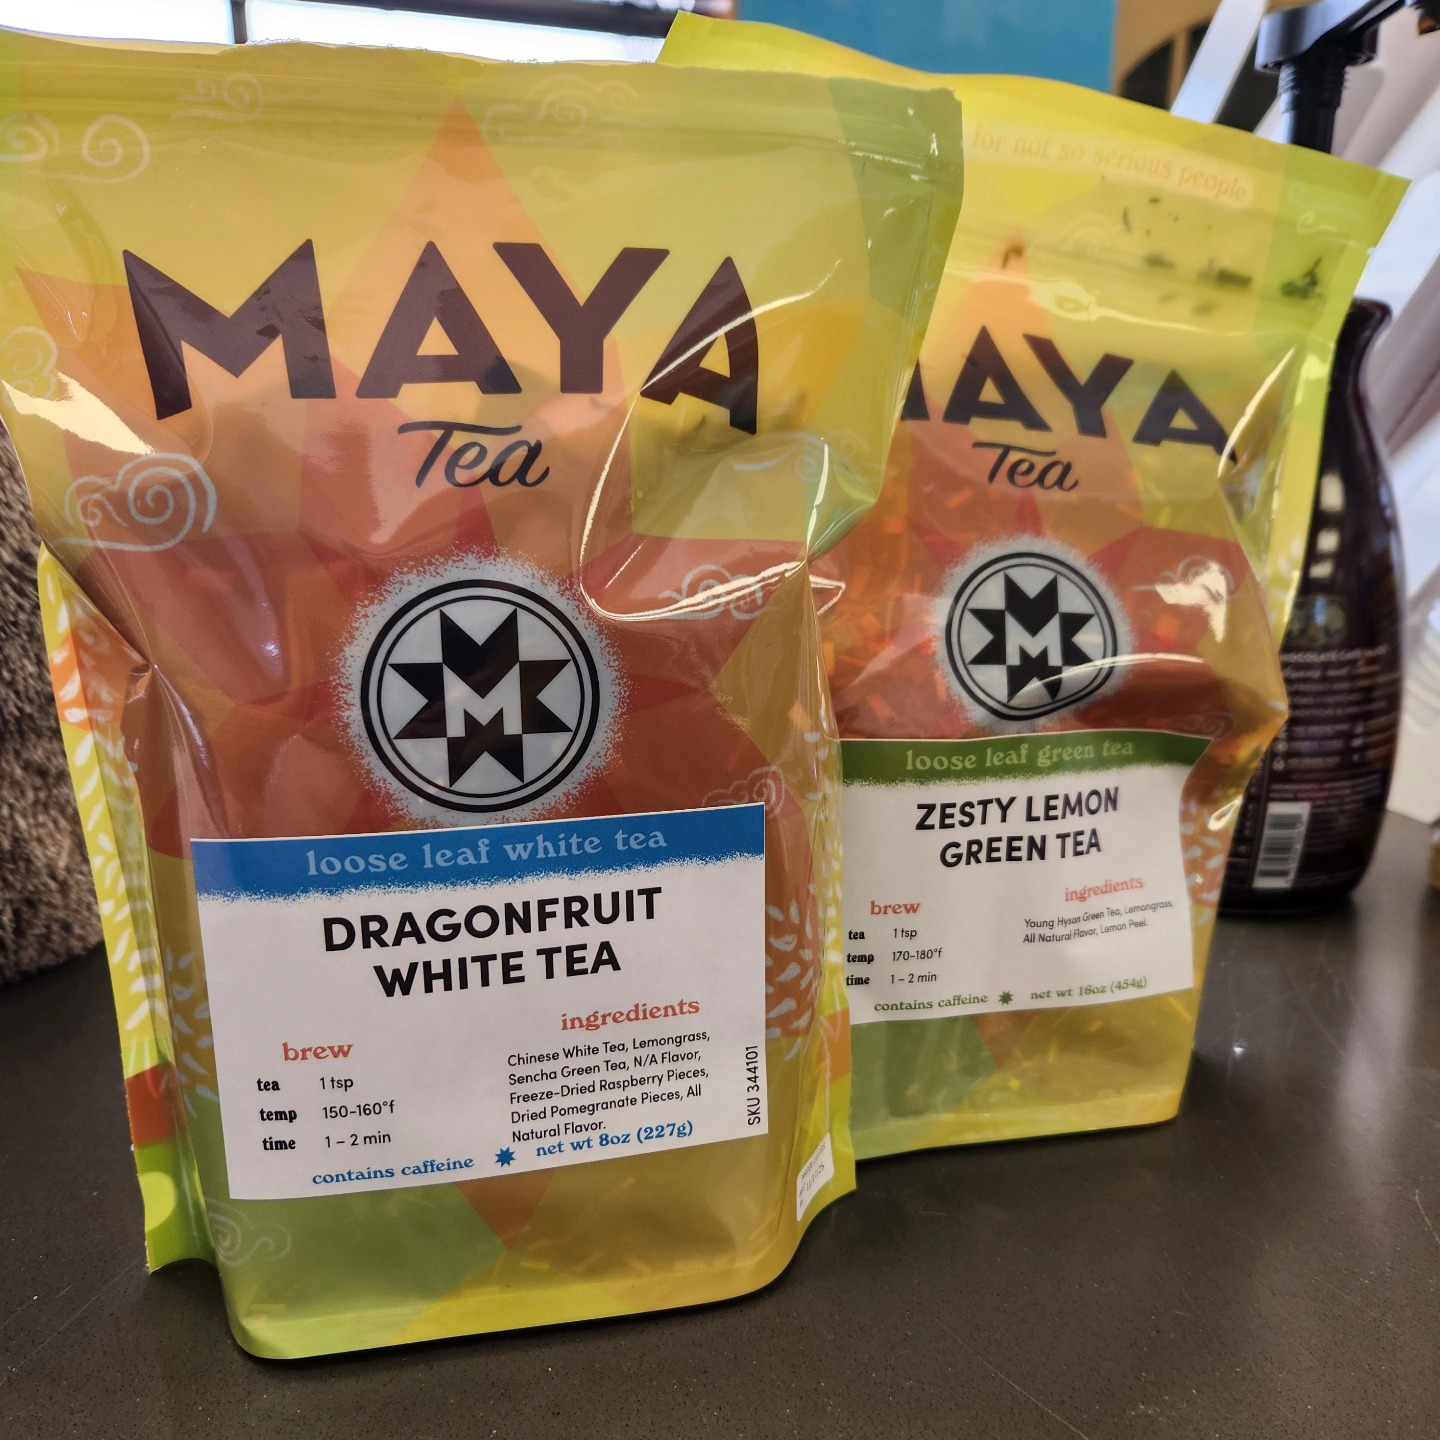 MAYA
Tea
M
loose leaf white tea
DRAGONFRUIT
WHITE TEA
brew
tea 1 tsp
temp 150-160°f
time 1 – 2 min
ingredients
Chinese White Tea, Lemongrass,
Sencha Green Tea, N/A Flavor,
Freeze-Dried Raspberry Pieces,
Dried Pomegranate Pieces, All
Natural Flavor.
contains caffeine
net wt 8oz (227g)
SKU 344101
for not so serious people
MAYA
Tea
M
loose leaf green tea
ZESTY LEMON
GREEN TEA
brew
tea 1 tsp
temp 170-180°f
time 1 – 2 min
ingredients
Young Hyson Green Tea, Lemongrass,
All Natural Flavor, Lemon Peel.
contains caffeine
net wt 16oz (454g)